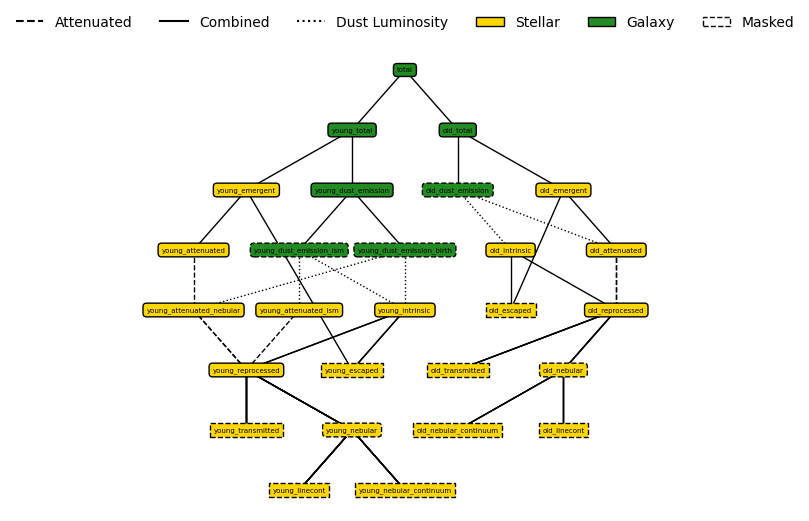 Attenuated Combined Dust Luminosity Stellar Galaxy Masked
total
young_total old_total
young_emergent young_dust_emission old_dust_emission old_emergent
young_attenuated young_dust_emission_ism young_dust_emission_birth old_intrinsic old_attenuated
young_attenuated_nebular young_attenuated_ism young_intrinsic old_escaped old_reprocessed
young_reprocessed young_escaped old_transmitted old_nebular
young_transmitted young_nebular old_nebular_continuum old_linecont
young_linecont young_nebular_continuum